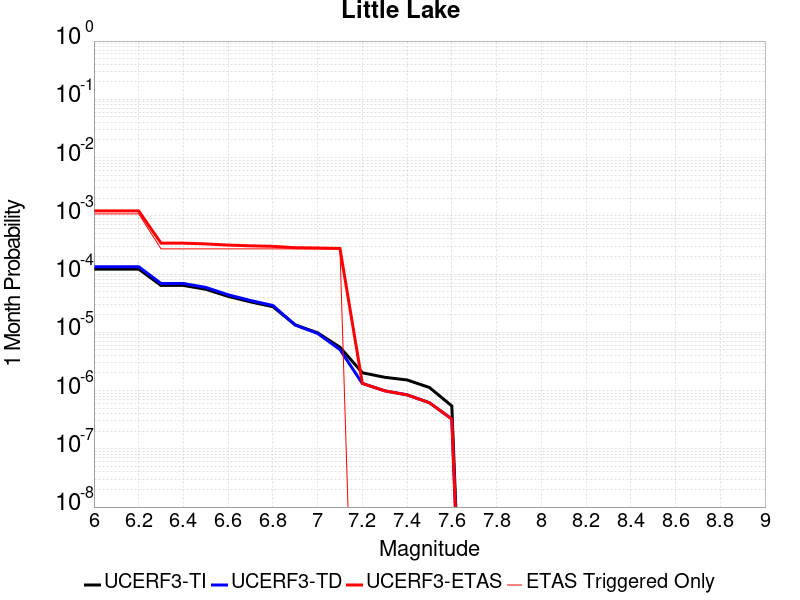 Little Lake
10^0
10^-1
10^-2
10^-3
10^-4
10^-5
10^-6
10^-7
10^-8
1 Month Probability
6 6.2 6.4 6.6 6.8 7 7.2 7.4 7.6 7.8 8 8.2 8.4 8.6 8.8 9
Magnitude
UCERF3-TI UCERF3-TD UCERF3-ETAS ETAS Triggered Only